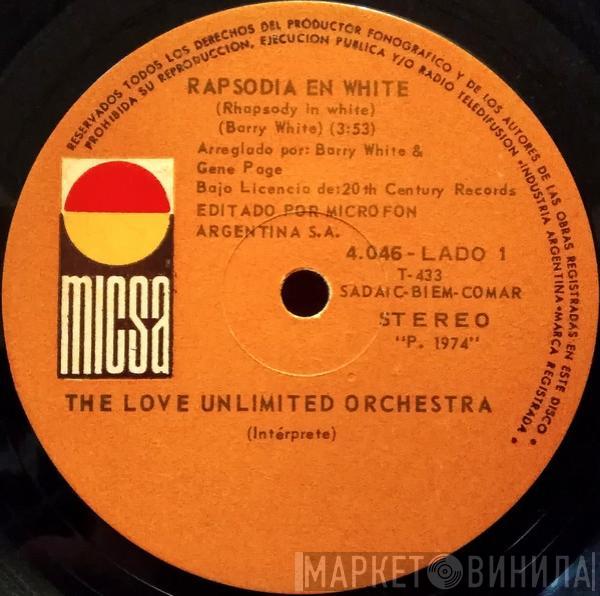 RESERVADOS TODOS LOS DERECHOS DEL PRODUCTOR FONOGRAFICO Y DE LOS AUTORES DE LAS OBRAS REGISTRADAS EN ESTE DISCO •
PROHIBIDA SU REPRODUCCION, EJECUCION PUBLICA Y/O RADIO TELEDIFUSION •INDUSTRIA ARGENTINA•MARCA REGISTRADA •
RAPSODIA EN WHITE
(Rhapsody in white)
(Barry White) (3:53)
Arreglado por: Barry White &
Gene Page
Bajo Licencia de: 20th Century Records
EDITADO POR MICROFON
ARGENTINA S.A.
4.046 - LADO 1
T-433
SADAIC-BIEM-COMAR
STEREO
"P. 1974"
micsa
THE LOVE UNLIMITED ORCHESTRA
(Intérprete)
МАРКЕТ ВИНИЛА